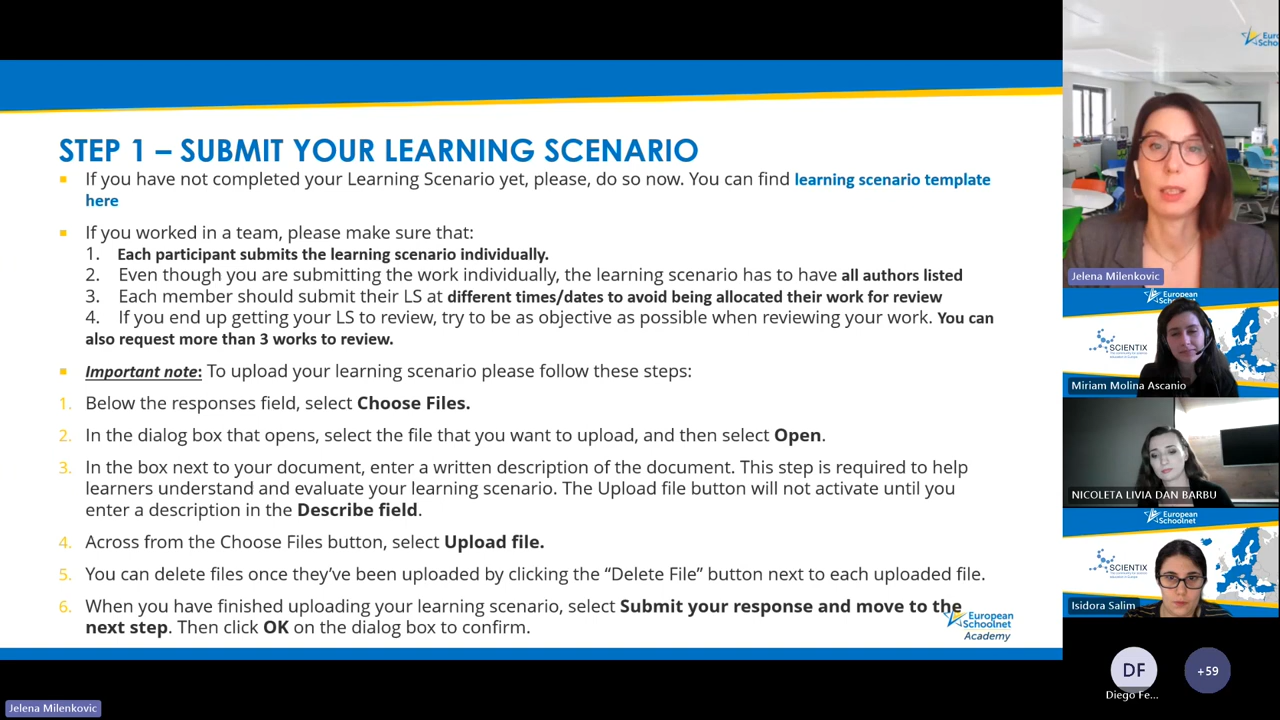 STEP 1 – SUBMIT YOUR LEARNING SCENARIO
If you have not completed your Learning Scenario yet, please, do so now. You can find learning scenario template
here
If you worked in a team, please make sure that:
1. Each participant submits the learning scenario individually.
2. Even though you are submitting the work individually, the learning scenario has to have all authors listed
3. Each member should submit their LS at different times/dates to avoid being allocated their work for review
4. If you end up getting your LS to review, try to be as objective as possible when reviewing your work. You can
also request more than 3 works to review.
Important note: To upload your learning scenario please follow these steps:
1. Below the responses field, select Choose Files.
2. In the dialog box that opens, select the file that you want to upload, and then select Open.
3. In the box next to your document, enter a written description of the document. This step is required to help
learners understand and evaluate your learning scenario. The Upload file button will not activate until you
enter a description in the Describe field.
4. Across from the Choose Files button, select Upload file.
5. You can delete files once they’ve been uploaded by clicking the “Delete File” button next to each uploaded file.
6. When you have finished uploading your learning scenario, select Submit your response and move to the
next step. Then click OK on the dialog box to confirm.
European
Schoolnet
Academy
Jelena Milenkovic
Euro
Scho
Jelena Milenkovic
European
Schoolnet
SCIENTIX
Miriam Molina Ascanio
NICOLETA LIVIA DAN BARBU
European
Schoolnet
SCIENTIX
Isidora Salim
DF
Diego Fe...
+59